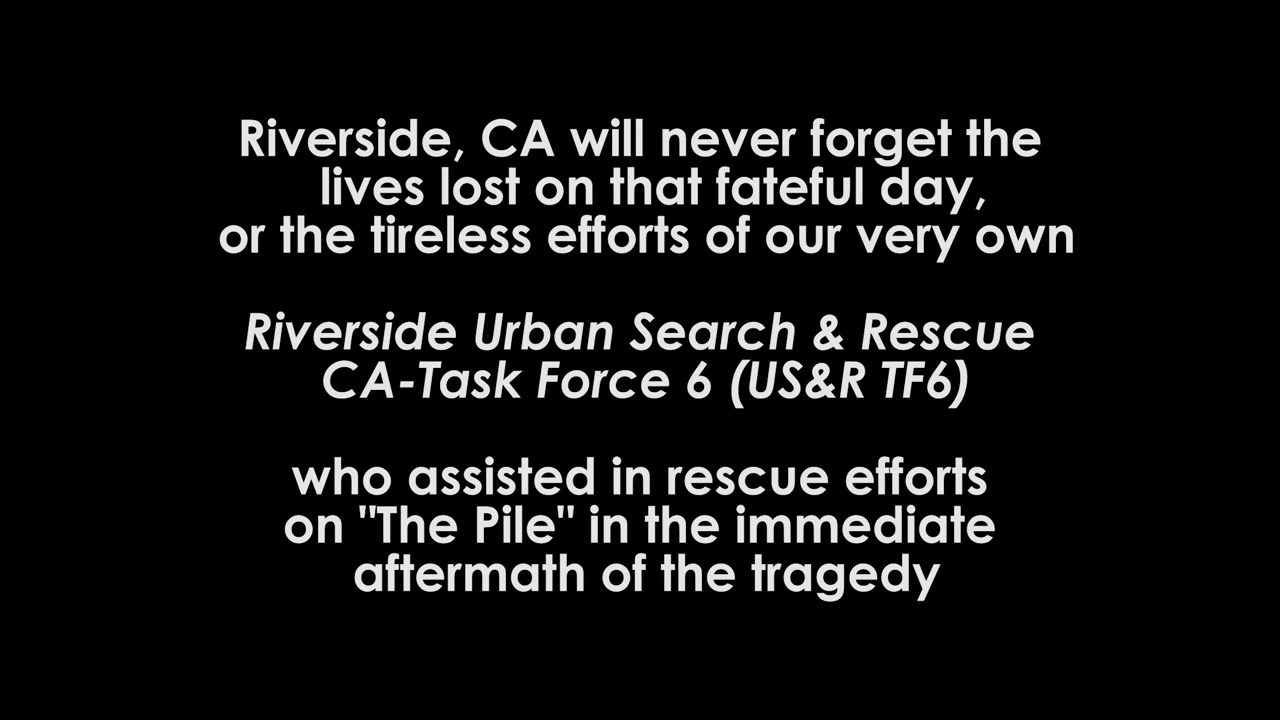 Riverside, CA will never forget the
lives lost on that fateful day,
or the tireless efforts of our very own
Riverside Urban Search & Rescue
CA-Task Force 6 (US&R TF6)
who assisted in rescue efforts
on "The Pile" in the immediate
aftermath of the tragedy